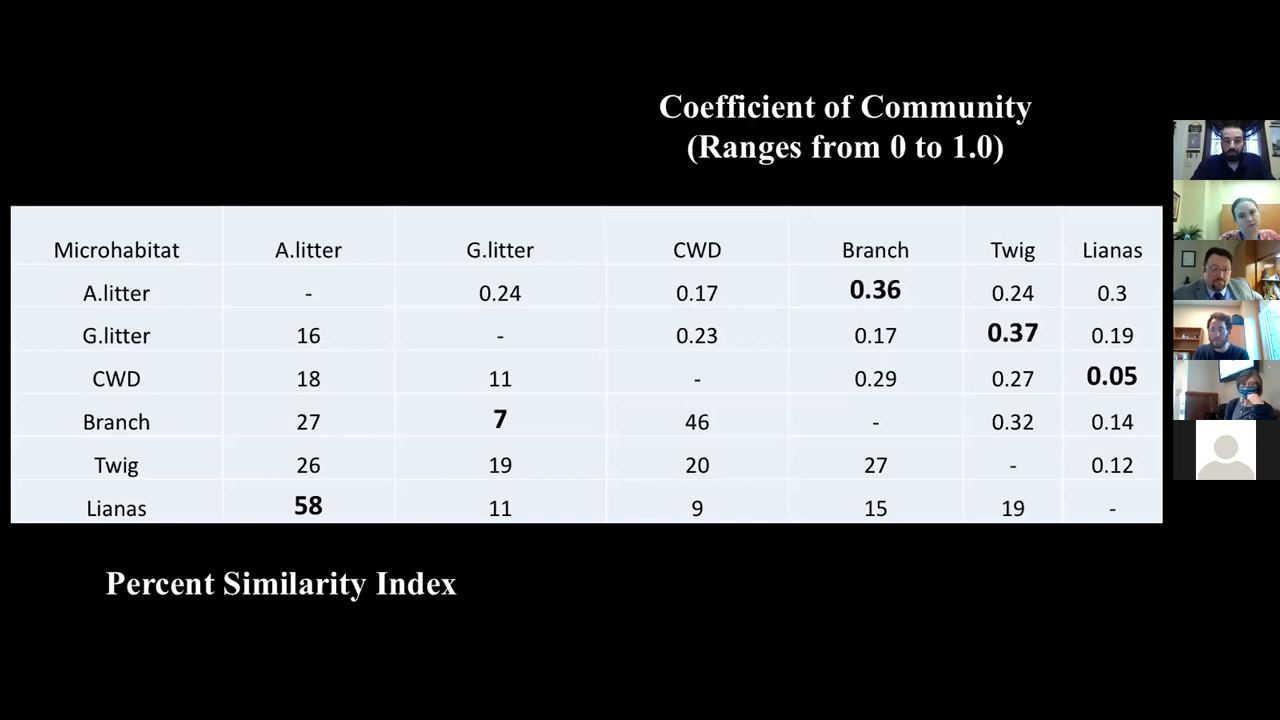 Coefficient of Community
(Ranges from 0 to 1.0)
Microhabitat A.litter G.litter CWD Branch Twig Lianas
A.litter - 0.24 0.17 0.36 0.24 0.3
G.litter 16 - 0.23 0.17 0.37 0.19
CWD 18 11 - 0.29 0.27 0.05
Branch 27 7 46 - 0.32 0.14
Twig 26 19 20 27 - 0.12
Lianas 58 11 9 15 19 -
Percent Similarity Index